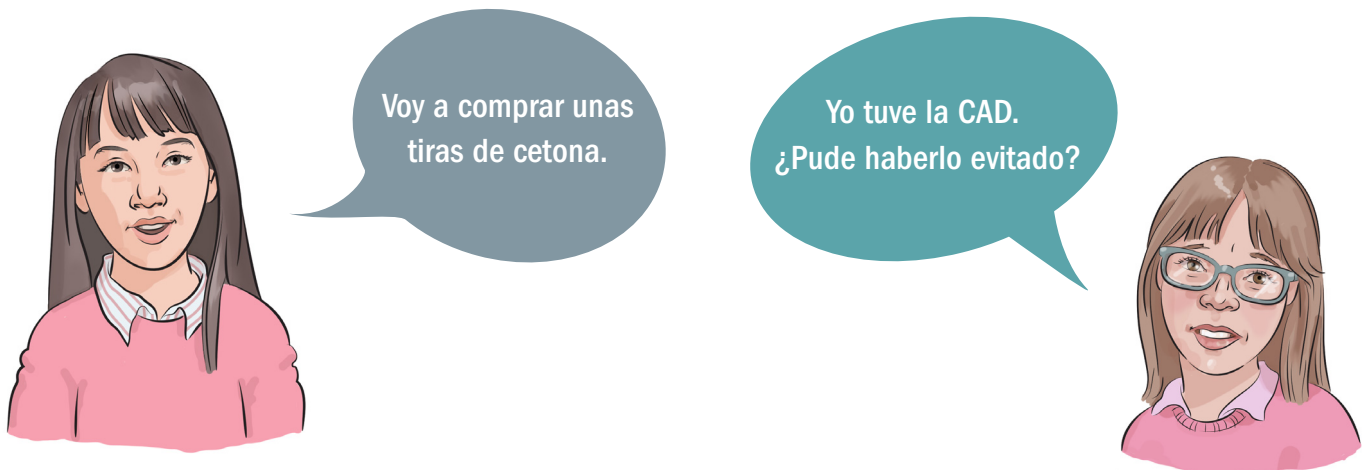 Voy a comprar unas
tiras de cetona.
Yo tuve la CAD.
¿Pude haberlo evitado?